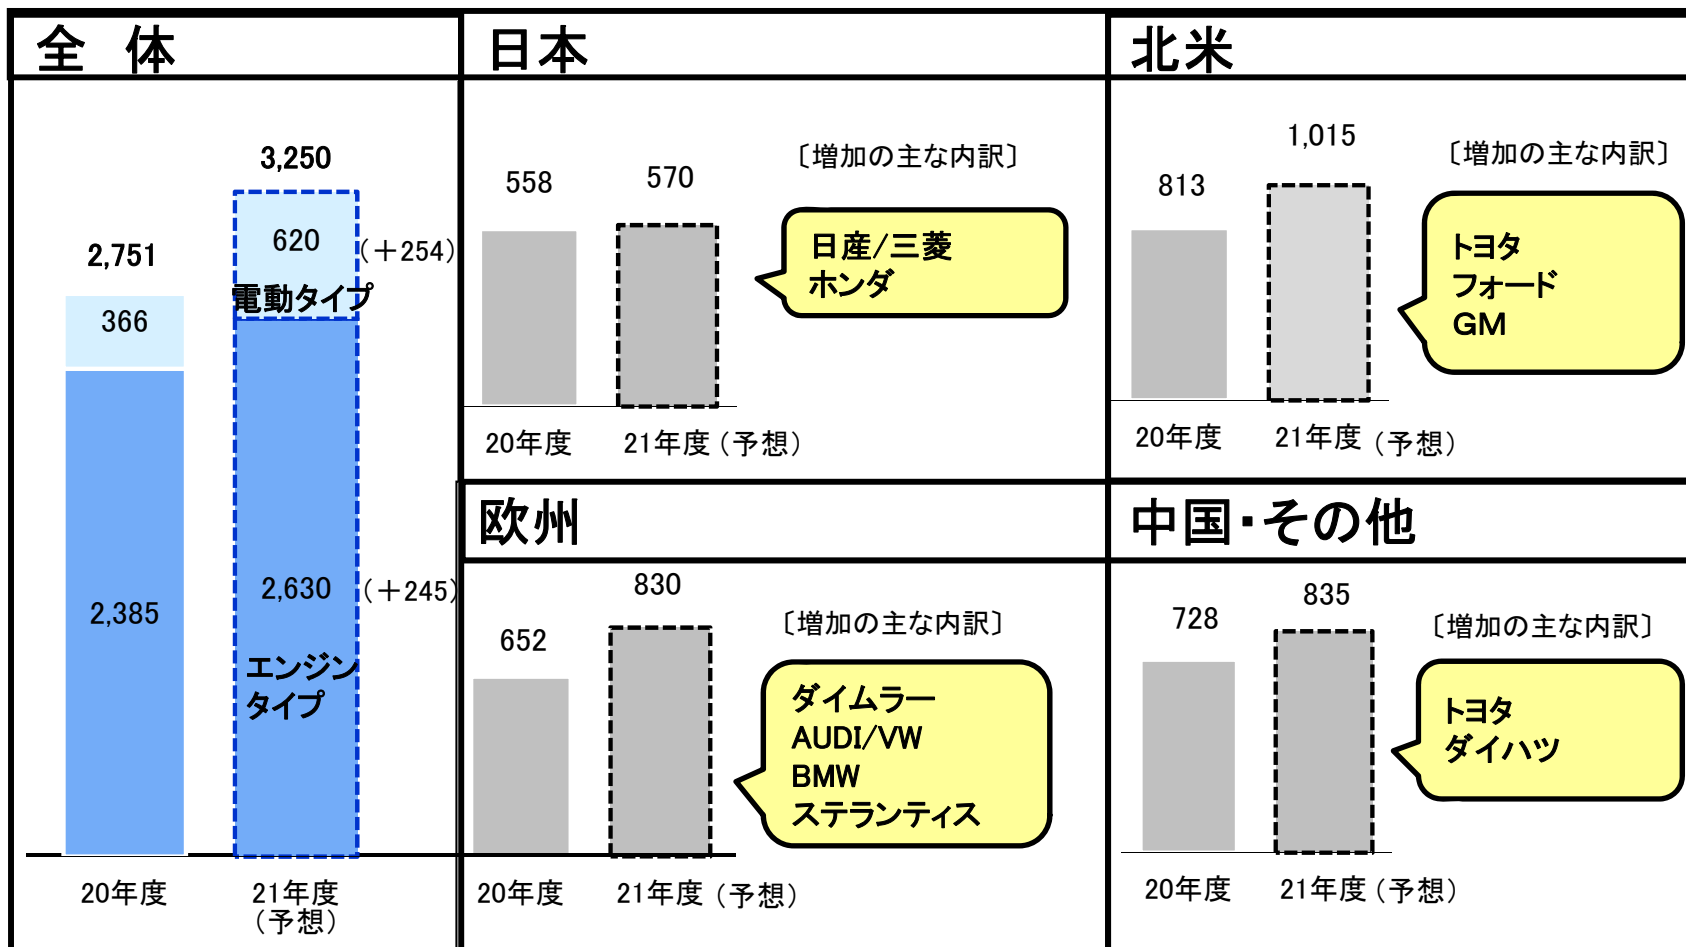 全 体
3,250
2,751
620
(＋254)
電動タイプ
366
2,630
(＋245)
2,385
エンジン
タイプ
20年度
21年度
(予想)
日本
〔増加の主な内訳〕
558
570
日産/三菱
ホンダ
20年度
21年度 (予想)
北米
1,015
〔増加の主な内訳〕
813
トヨタ
フォード
GM
20年度
21年度 (予想)
欧州
830
〔増加の主な内訳〕
652
ダイムラー
AUDI/VW
BMW
ステランティス
20年度
21年度 (予想)
中国・その他
835
728
〔増加の主な内訳〕
トヨタ
ダイハツ
20年度
21年度 (予想)